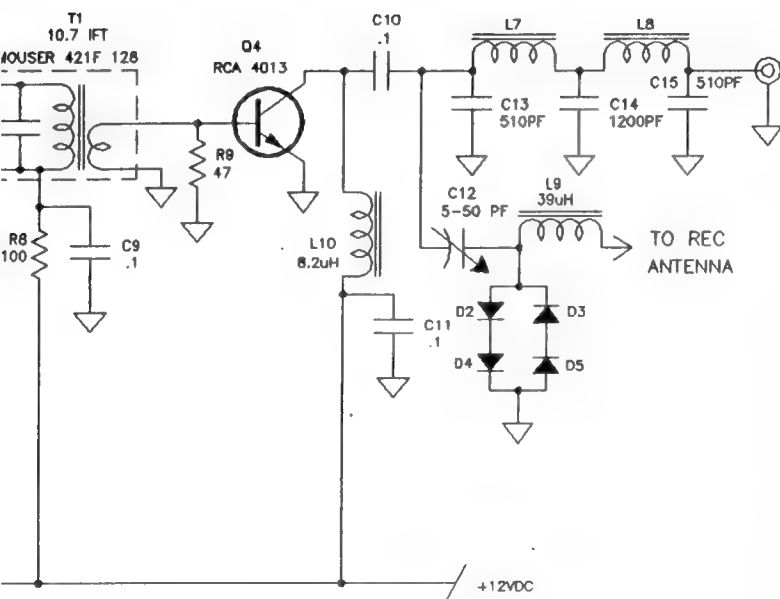 T1
10.7 IFT
MOUSER 421F 128
Q4
RCA 4013
C10
.1
L7
L8
C13
510PF
C14
1200PF
C15 510PF
R9
47
C12
5-50 PF
L9
39uH
TO REC
ANTENNA
R8
100
C9
.1
L10
8.2uH
C11
.1
D2
D3
D4
D5
+12VDC